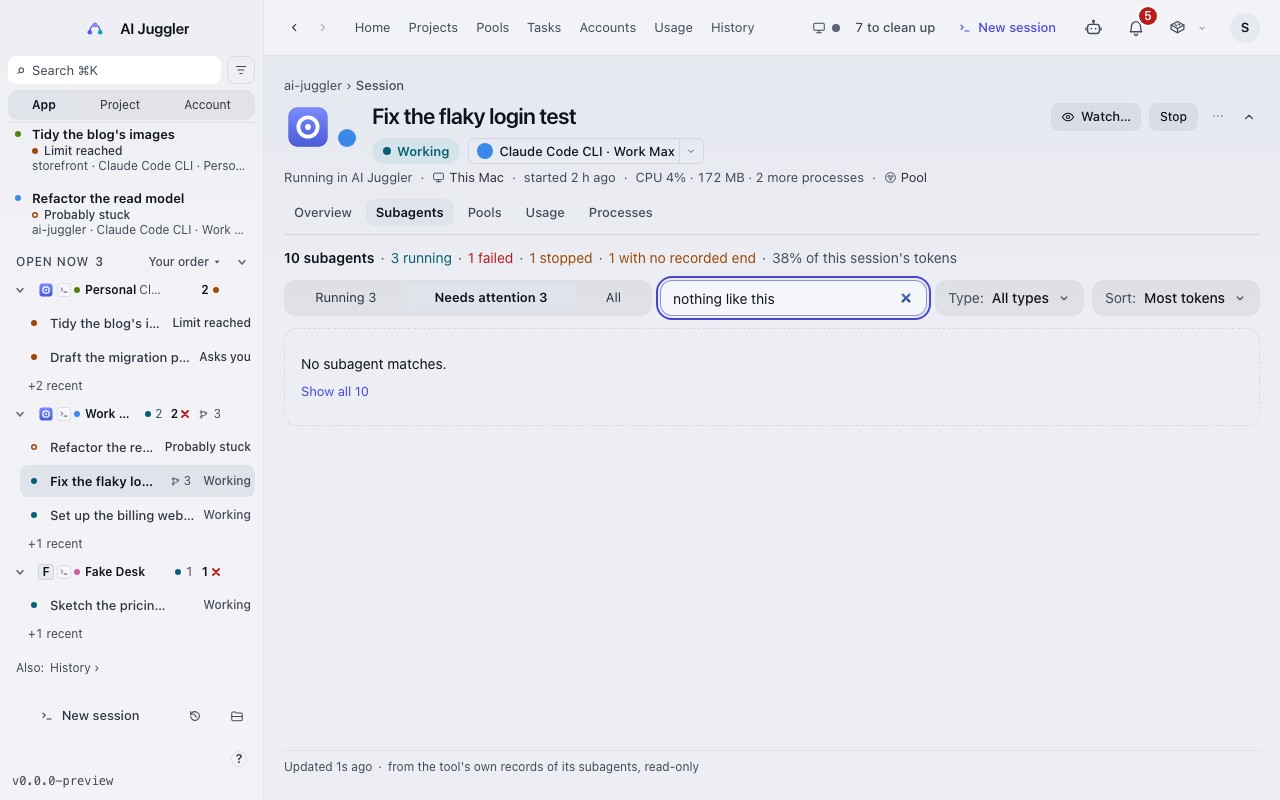 AI Juggler
Search ⌘K
App Project Account
Tidy the blog's images
Limit reached
storefront · Claude Code CLI · Perso…
Refactor the read model
Probably stuck
ai-juggler · Claude Code CLI · Work …
OPEN NOW 3 Your order
Personal Cl… 2
Tidy the blog's i… Limit reached
Draft the migration p… Asks you
+2 recent
Work … 2 2 3
Refactor the re… Probably stuck
Fix the flaky lo… 3 Working
Set up the billing web… Working
+1 recent
F Fake Desk 1 1
Sketch the pricin… Working
+1 recent
Also: History ›
New session
?
v0.0.0-preview
Home Projects Pools Tasks Accounts Usage History
7 to clean up
New session
5
S
ai-juggler › Session
Fix the flaky login test
Watch… Stop ···
Working Claude Code CLI · Work Max
Running in AI Juggler · This Mac · started 2 h ago · CPU 4% · 172 MB · 2 more processes · Pool
Overview Subagents Pools Usage Processes
10 subagents · 3 running · 1 failed · 1 stopped · 1 with no recorded end · 38% of this session's tokens
Running 3 Needs attention 3 All nothing like this Type: All types Sort: Most tokens
No subagent matches.
Show all 10
Updated 1s ago · from the tool's own records of its subagents, read-only